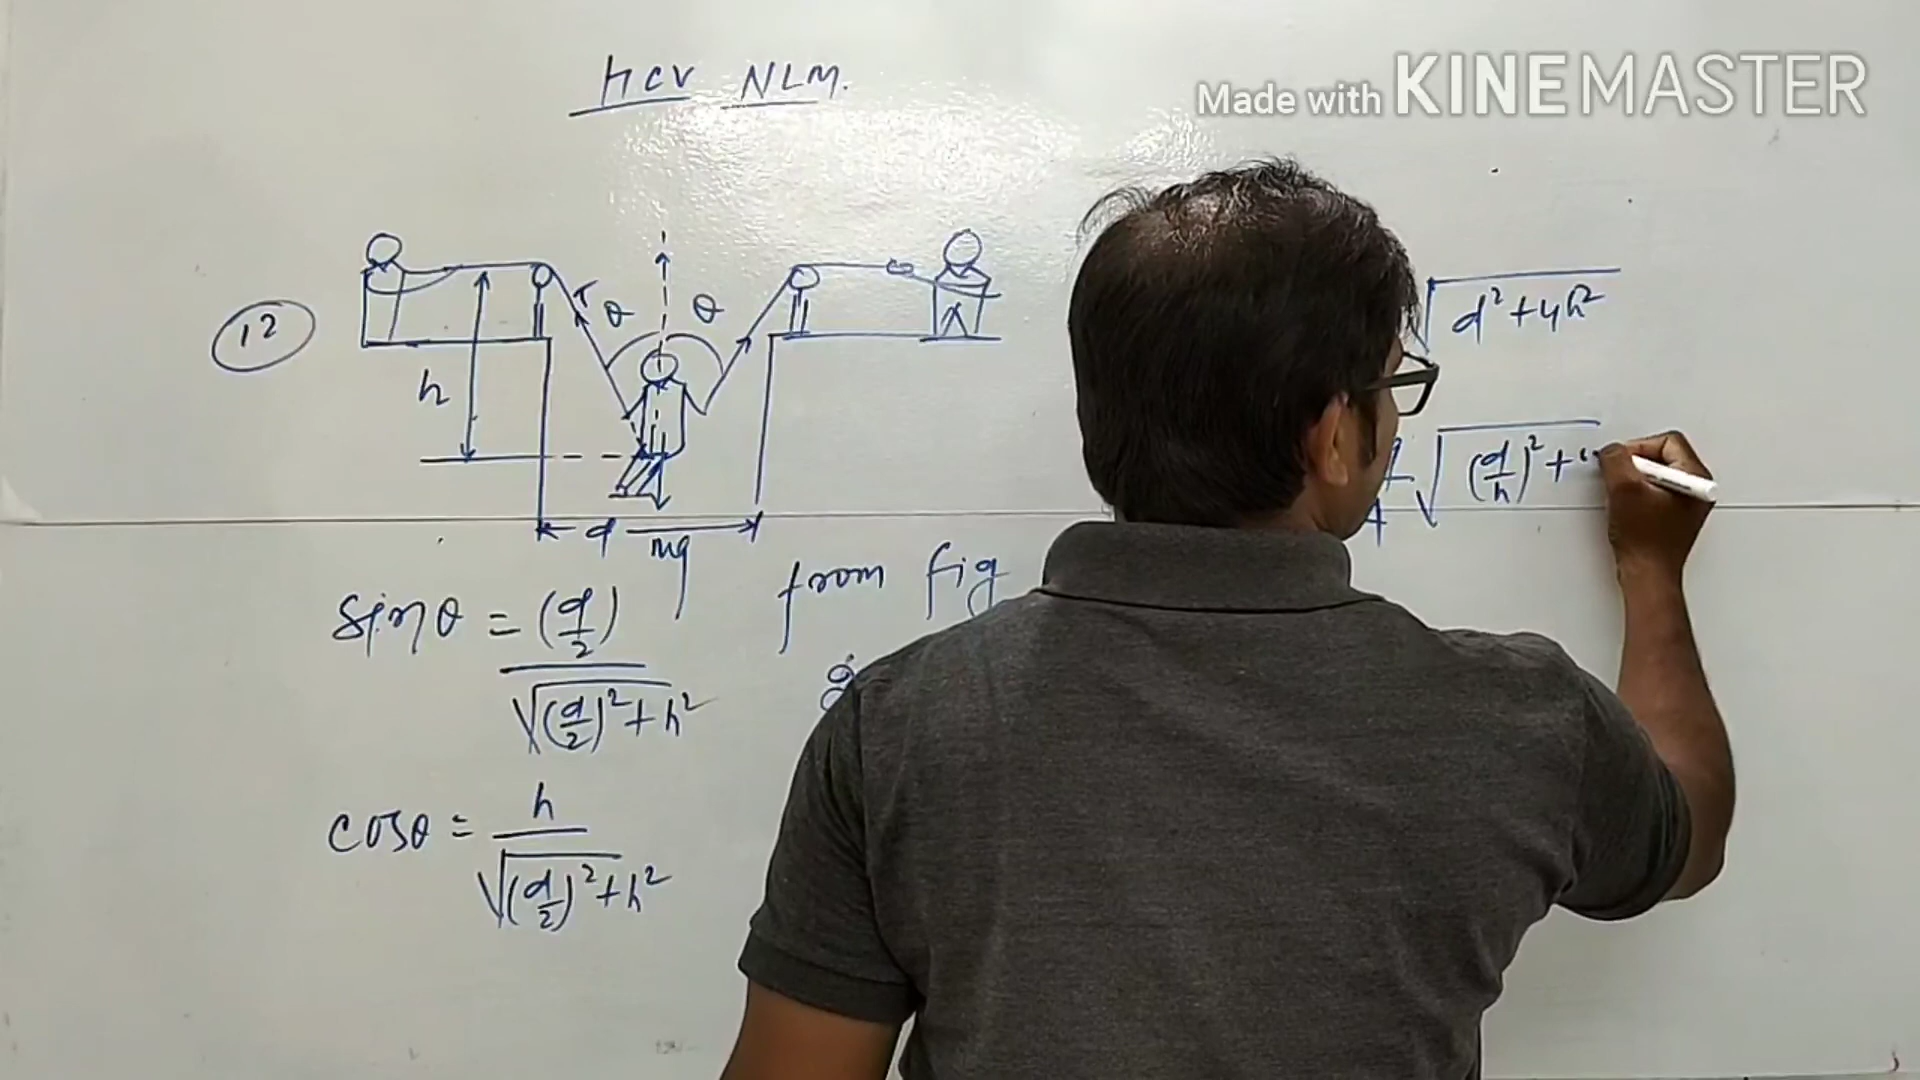 HCV NLM.
Made with KINEMASTER
12
T θ θ
h
d
mg
from fig
sinθ = (d/2) / √((d/2)² + h²)
cosθ = h / √((d/2)² + h²)
√(d² + 4h²)
√((d/h)² +